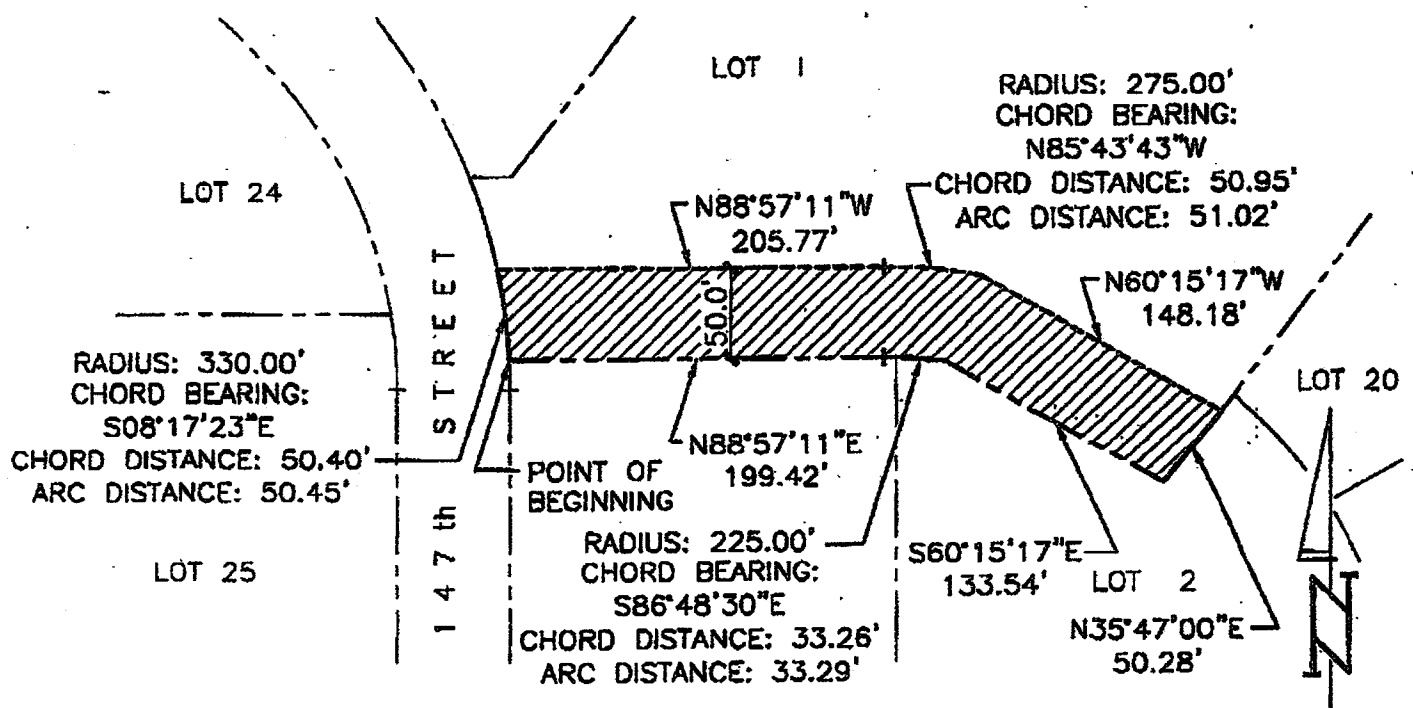 LOT 1
RADIUS: 275.00'
CHORD BEARING:
N85°43'43"W
CHORD DISTANCE: 50.95'
ARC DISTANCE: 51.02'
LOT 24
N88°57'11"W
205.77'
N60°15'17"W
148.18'
50.0'
147th STREET
RADIUS: 330.00'
CHORD BEARING:
S08°17'23"E
CHORD DISTANCE: 50.40'
ARC DISTANCE: 50.45'
LOT 20
N88°57'11"E
199.42'
POINT OF
BEGINNING
RADIUS: 225.00'
CHORD BEARING:
S86°48'30"E
CHORD DISTANCE: 33.26'
ARC DISTANCE: 33.29'
LOT 25
S60°15'17"E
133.54'
LOT 2
N35°47'00"E
50.28'
N